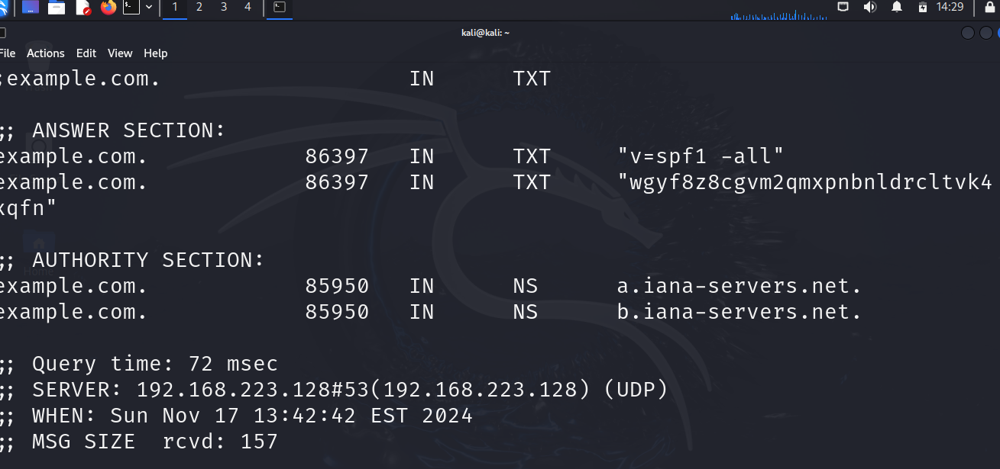 1 2 3 4 14:29
kali@kali: ~
File Actions Edit View Help
;example.com. IN TXT
;; ANSWER SECTION:
example.com. 86397 IN TXT "v=spf1 -all"
example.com. 86397 IN TXT "wgyf8z8cgvm2qmxpnbnldrcltvk4
xqfn"
;; AUTHORITY SECTION:
Home
example.com. 85950 IN NS a.iana-servers.net.
example.com. 85950 IN NS b.iana-servers.net.
;; Query time: 72 msec
;; SERVER: 192.168.223.128#53(192.168.223.128) (UDP)
;; WHEN: Sun Nov 17 13:42:42 EST 2024
;; MSG SIZE rcvd: 157